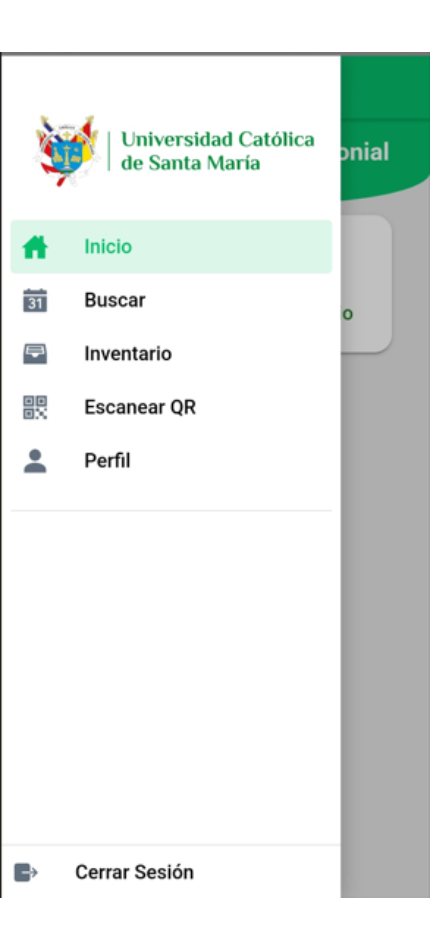 Universidad Católica
de Santa María
onial
Inicio
31
Buscar
o
Inventario
Escanear QR
Perfil
Cerrar Sesión